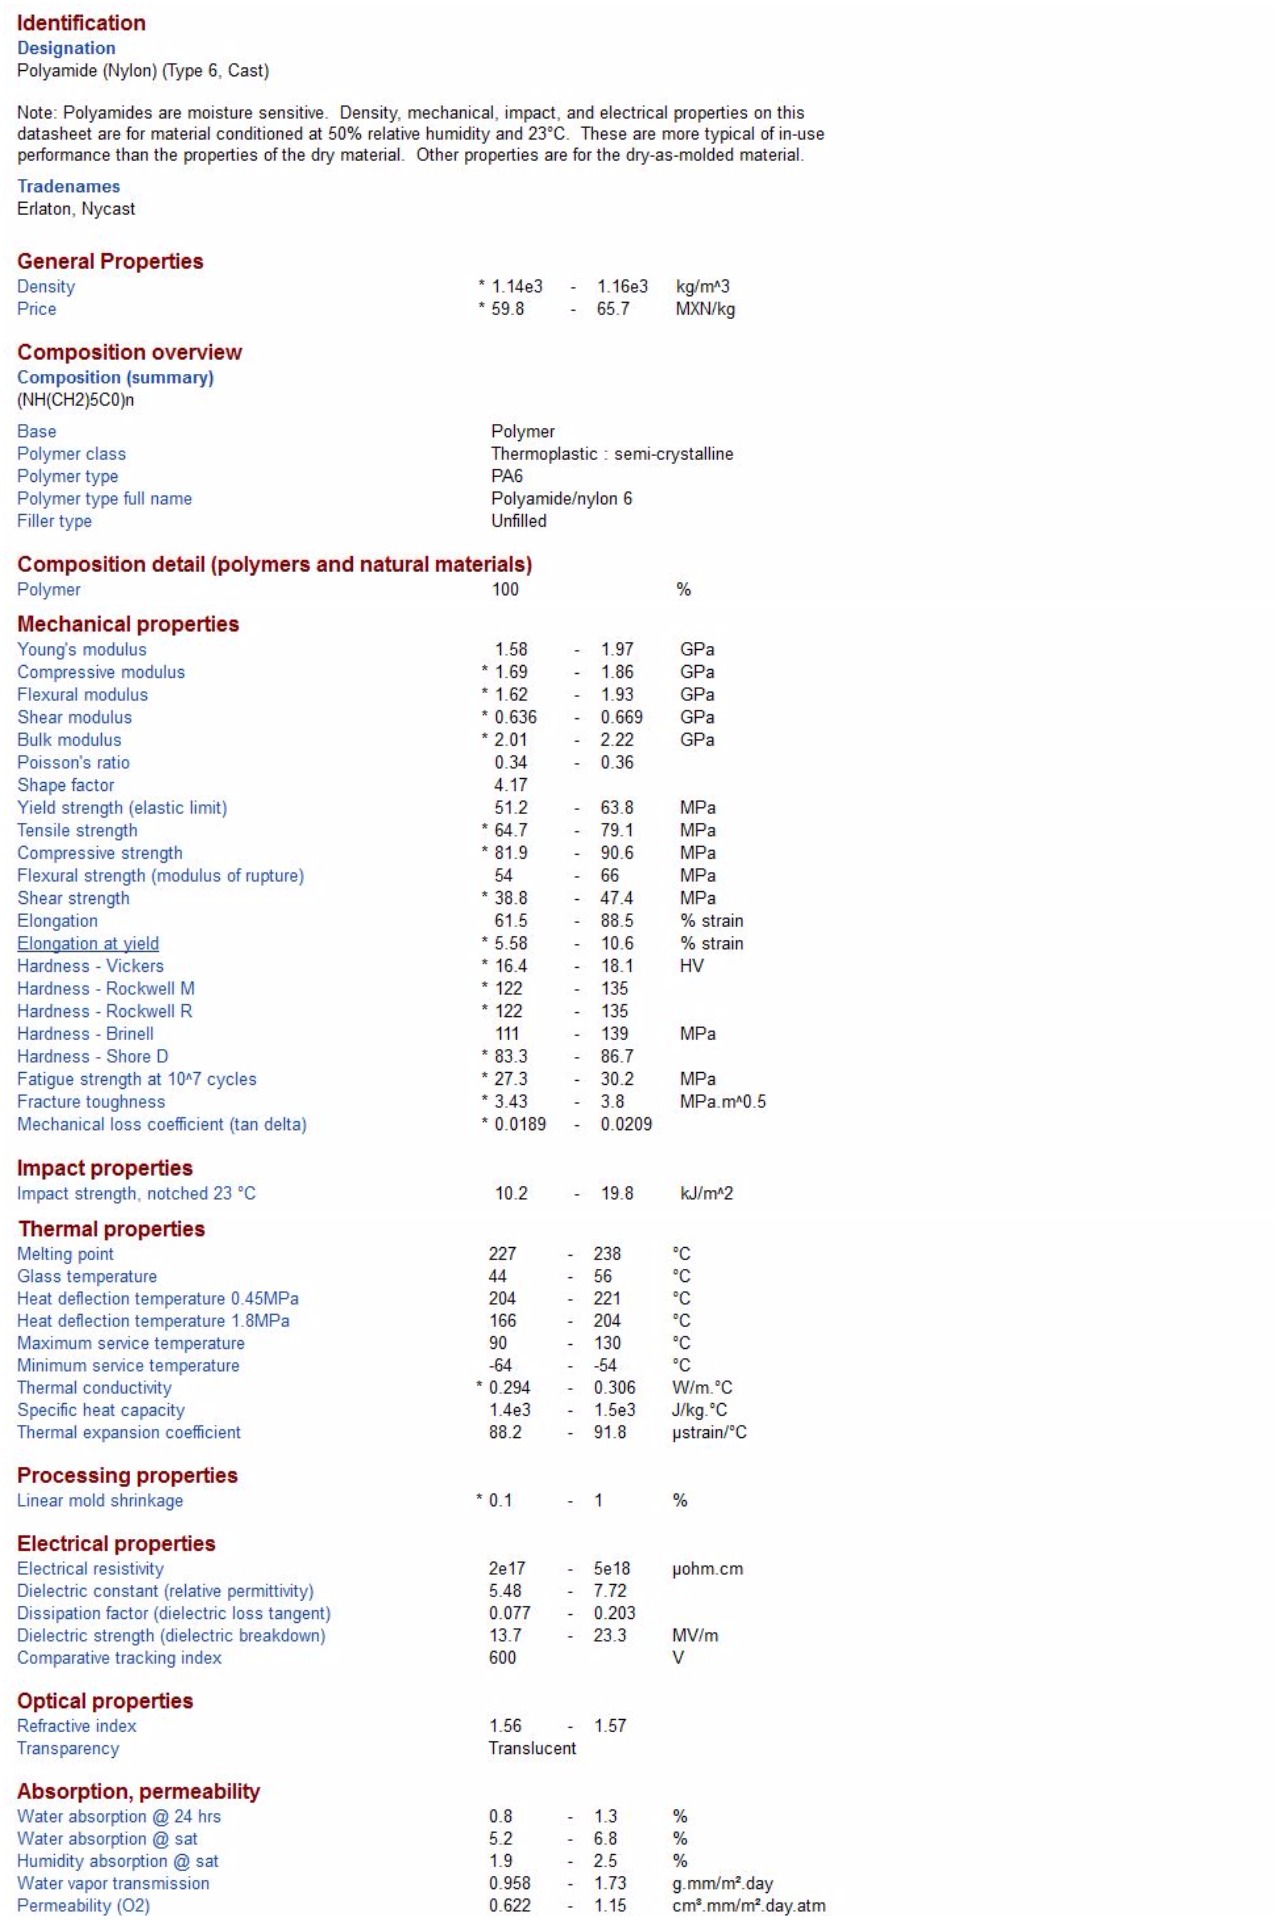 Identification
Designation
Polyamide (Nylon) (Type 6, Cast)
Note: Polyamides are moisture sensitive. Density, mechanical, impact, and electrical properties on this
datasheet are for material conditioned at 50% relative humidity and 23°C. These are more typical of in-use
performance than the properties of the dry material. Other properties are for the dry-as-molded material.
Tradenames
Erlaton, Nycast
General Properties
Density * 1.14e3 - 1.16e3 kg/m^3
Price * 59.8 - 65.7 MXN/kg
Composition overview
Composition (summary)
(NH(CH2)5C0)n
Base Polymer
Polymer class Thermoplastic : semi-crystalline
Polymer type PA6
Polymer type full name Polyamide/nylon 6
Filler type Unfilled
Composition detail (polymers and natural materials)
Polymer 100 %
Mechanical properties
Young's modulus 1.58 - 1.97 GPa
Compressive modulus * 1.69 - 1.86 GPa
Flexural modulus * 1.62 - 1.93 GPa
Shear modulus * 0.636 - 0.669 GPa
Bulk modulus * 2.01 - 2.22 GPa
Poisson's ratio 0.34 - 0.36
Shape factor 4.17
Yield strength (elastic limit) 51.2 - 63.8 MPa
Tensile strength * 64.7 - 79.1 MPa
Compressive strength * 81.9 - 90.6 MPa
Flexural strength (modulus of rupture) 54 - 66 MPa
Shear strength * 38.8 - 47.4 MPa
Elongation 61.5 - 88.5 % strain
Elongation at yield * 5.58 - 10.6 % strain
Hardness - Vickers * 16.4 - 18.1 HV
Hardness - Rockwell M * 122 - 135
Hardness - Rockwell R * 122 - 135
Hardness - Brinell 111 - 139 MPa
Hardness - Shore D * 83.3 - 86.7
Fatigue strength at 10^7 cycles * 27.3 - 30.2 MPa
Fracture toughness * 3.43 - 3.8 MPa.m^0.5
Mechanical loss coefficient (tan delta) * 0.0189 - 0.0209
Impact properties
Impact strength, notched 23 °C 10.2 - 19.8 kJ/m^2
Thermal properties
Melting point 227 - 238 °C
Glass temperature 44 - 56 °C
Heat deflection temperature 0.45MPa 204 - 221 °C
Heat deflection temperature 1.8MPa 166 - 204 °C
Maximum service temperature 90 - 130 °C
Minimum service temperature -64 - -54 °C
Thermal conductivity * 0.294 - 0.306 W/m.°C
Specific heat capacity 1.4e3 - 1.5e3 J/kg.°C
Thermal expansion coefficient 88.2 - 91.8 µstrain/°C
Processing properties
Linear mold shrinkage * 0.1 - 1 %
Electrical properties
Electrical resistivity 2e17 - 5e18 µohm.cm
Dielectric constant (relative permittivity) 5.48 - 7.72
Dissipation factor (dielectric loss tangent) 0.077 - 0.203
Dielectric strength (dielectric breakdown) 13.7 - 23.3 MV/m
Comparative tracking index 600 V
Optical properties
Refractive index 1.56 - 1.57
Transparency Translucent
Absorption, permeability
Water absorption @ 24 hrs 0.8 - 1.3 %
Water absorption @ sat 5.2 - 6.8 %
Humidity absorption @ sat 1.9 - 2.5 %
Water vapor transmission 0.958 - 1.73 g.mm/m².day
Permeability (O2) 0.622 - 1.15 cm³.mm/m².day.atm